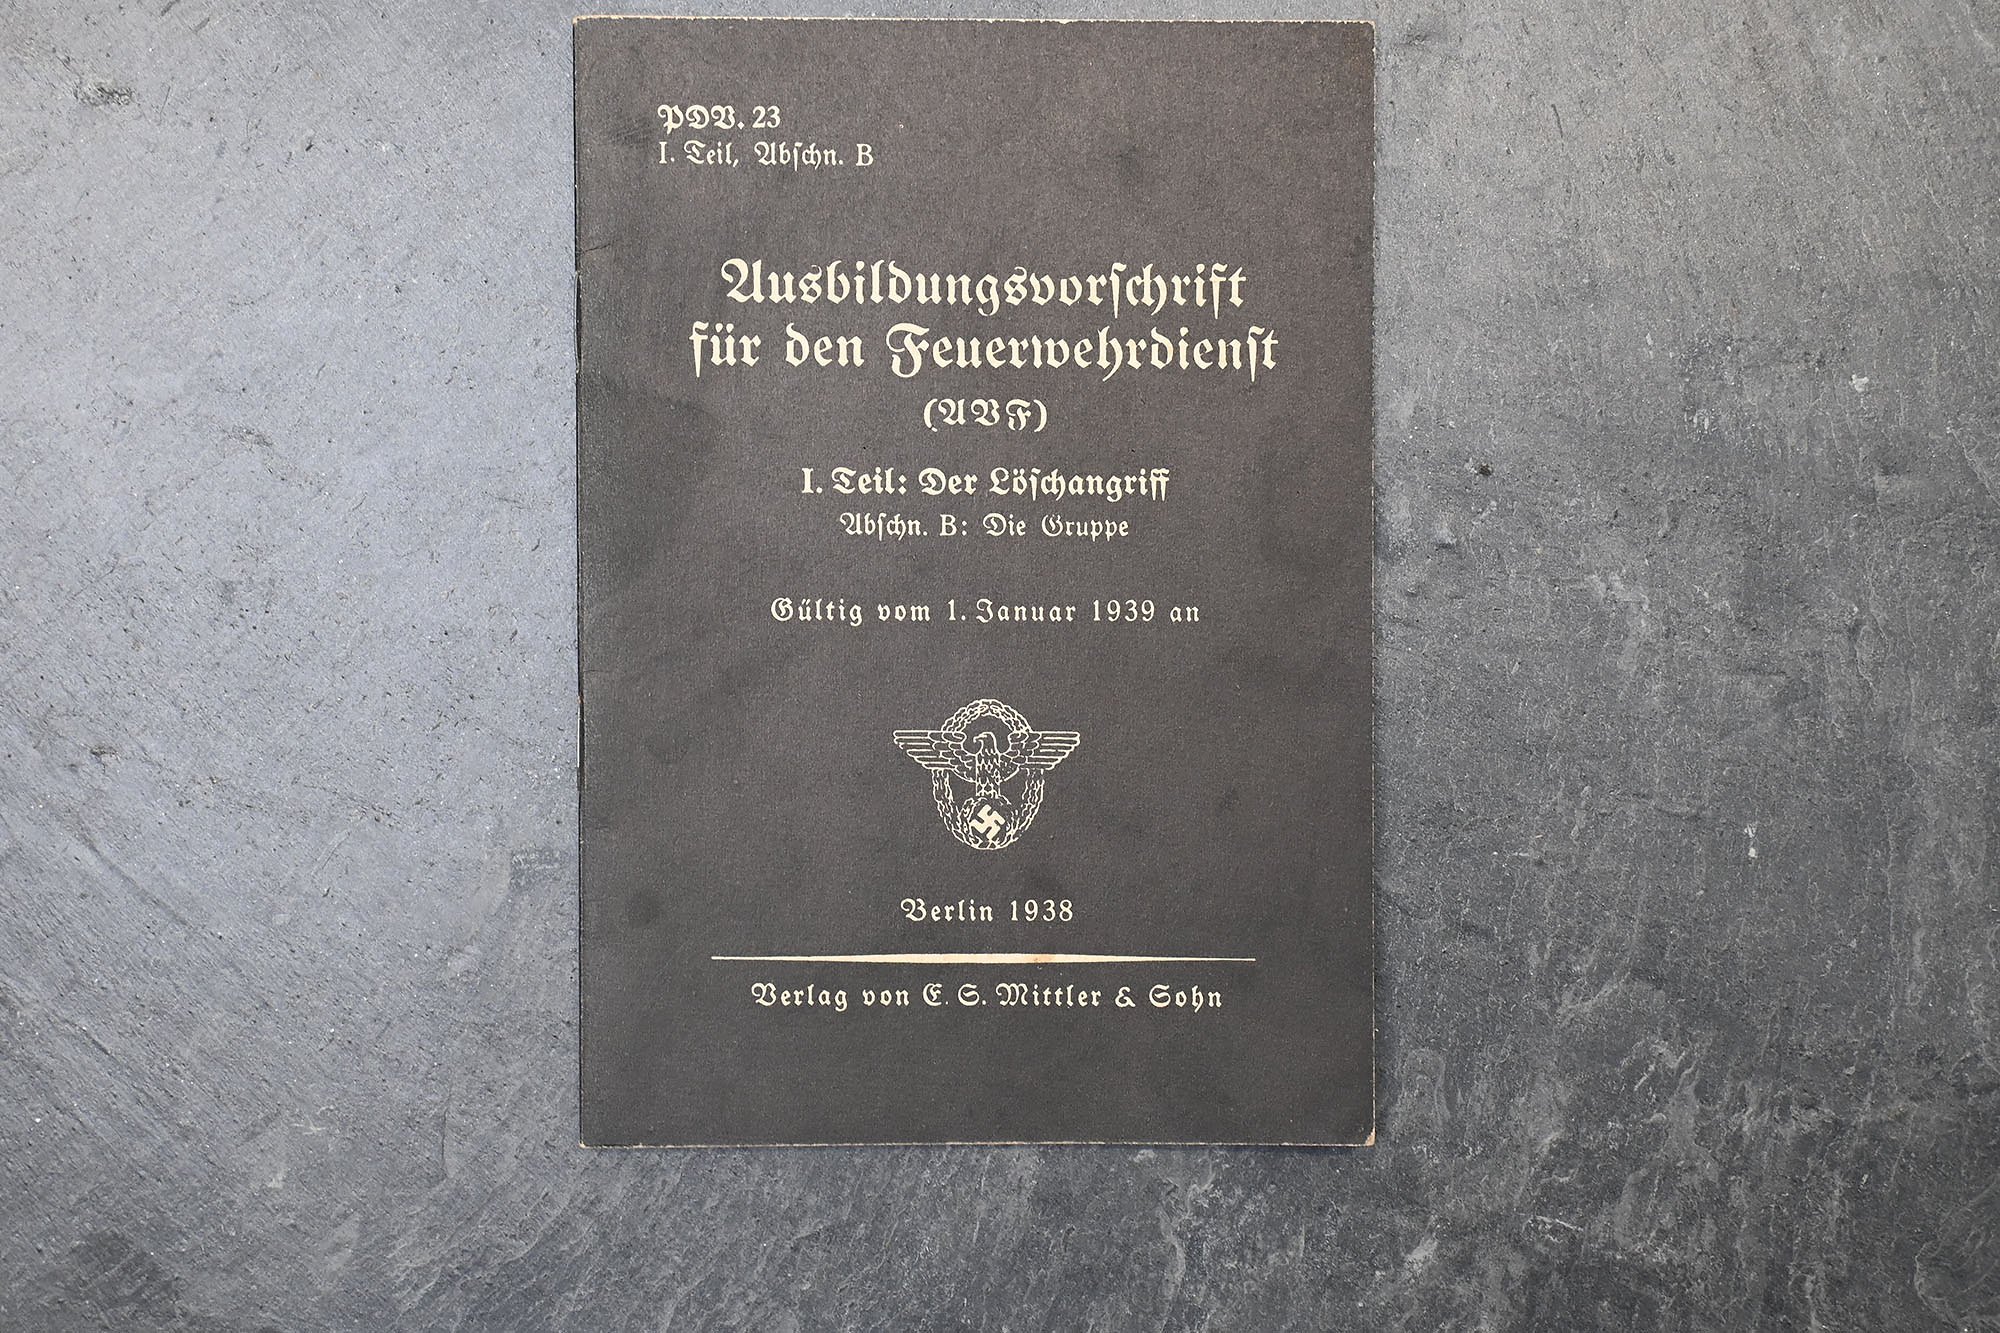 PDV. 23
I. Teil, Abschn. B
Ausbildungsvorschrift
für den Feuerwehrdienst
(AVF)
I. Teil: Der Löschangriff
Abschn. B: Die Gruppe
Gültig vom 1. Januar 1939 an
Berlin 1938
Verlag von E. S. Mittler & Sohn